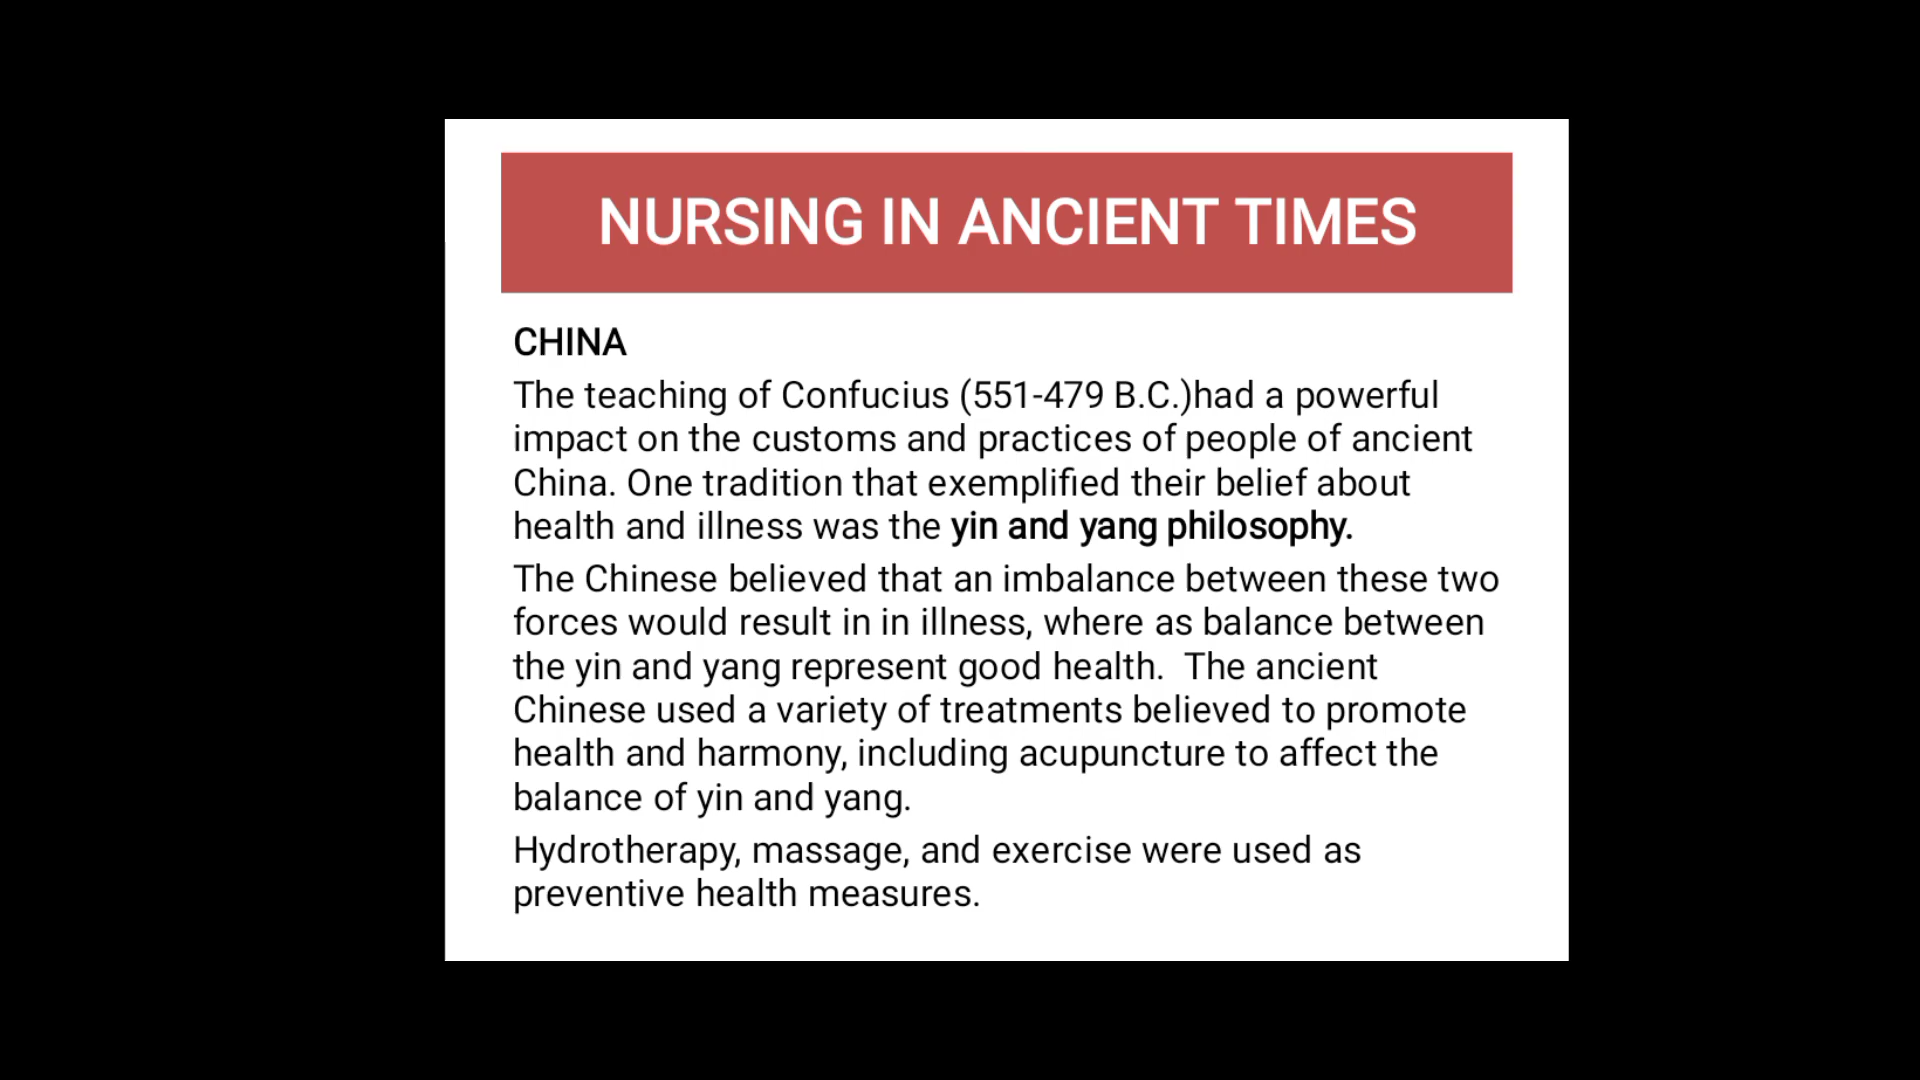 NURSING IN ANCIENT TIMES
CHINA
The teaching of Confucius (551-479 B.C.)had a powerful
impact on the customs and practices of people of ancient
China. One tradition that exemplified their belief about
health and illness was the yin and yang philosophy.
The Chinese believed that an imbalance between these two
forces would result in in illness, where as balance between
the yin and yang represent good health.  The ancient
Chinese used a variety of treatments believed to promote
health and harmony, including acupuncture to affect the
balance of yin and yang.
Hydrotherapy, massage, and exercise were used as
preventive health measures.